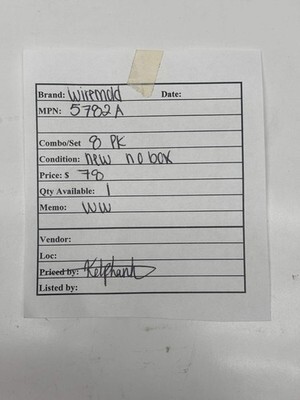 Brand: Wiremold Date:
MPN: 5782A
Combo/Set 8 PK
Condition: new no box
Price: $ 78
Qty Available: 1
Memo: WW
Vendor:
Loc:
Priced by:
Listed by: